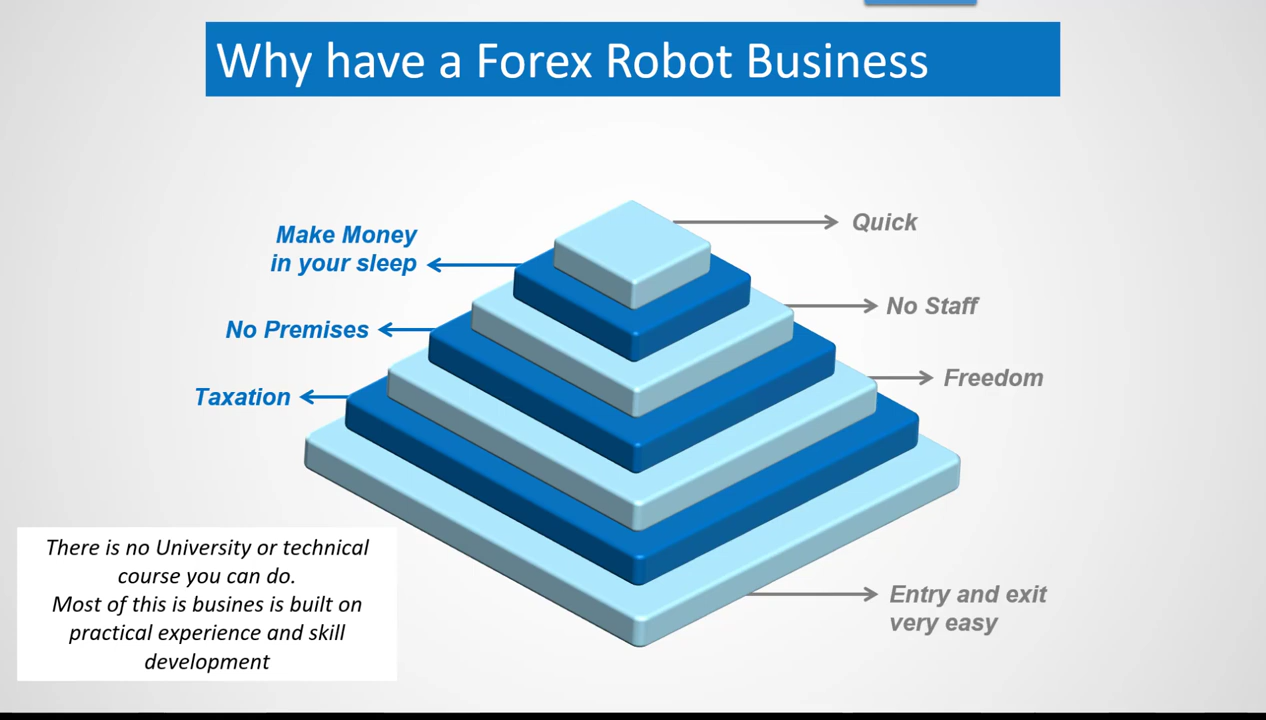 Why have a Forex Robot Business
Quick
Make Money
in your sleep
No Staff
No Premises
Freedom
Taxation
Entry and exit
very easy
There is no University or technical
course you can do.
Most of this is busines is built on
practical experience and skill
development